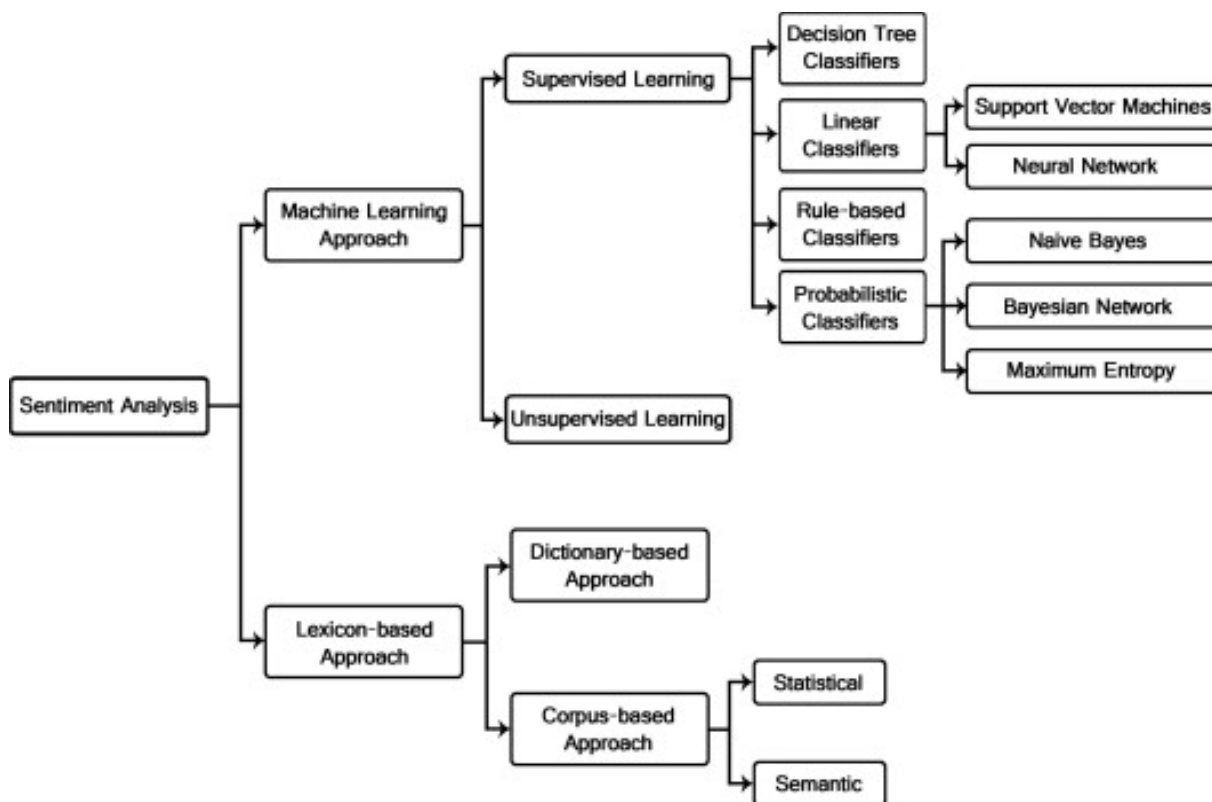 Decision Tree
Classifiers
Supervised Learning
Support Vector Machines
Linear
Classifiers
Neural Network
Machine Learning
Approach
Rule-based
Classifiers
Naive Bayes
Probabilistic
Classifiers
Bayesian Network
Maximum Entropy
Sentiment Analysis
Unsupervised Learning
Dictionary-based
Approach
Lexicon-based
Approach
Statistical
Corpus-based
Approach
Semantic